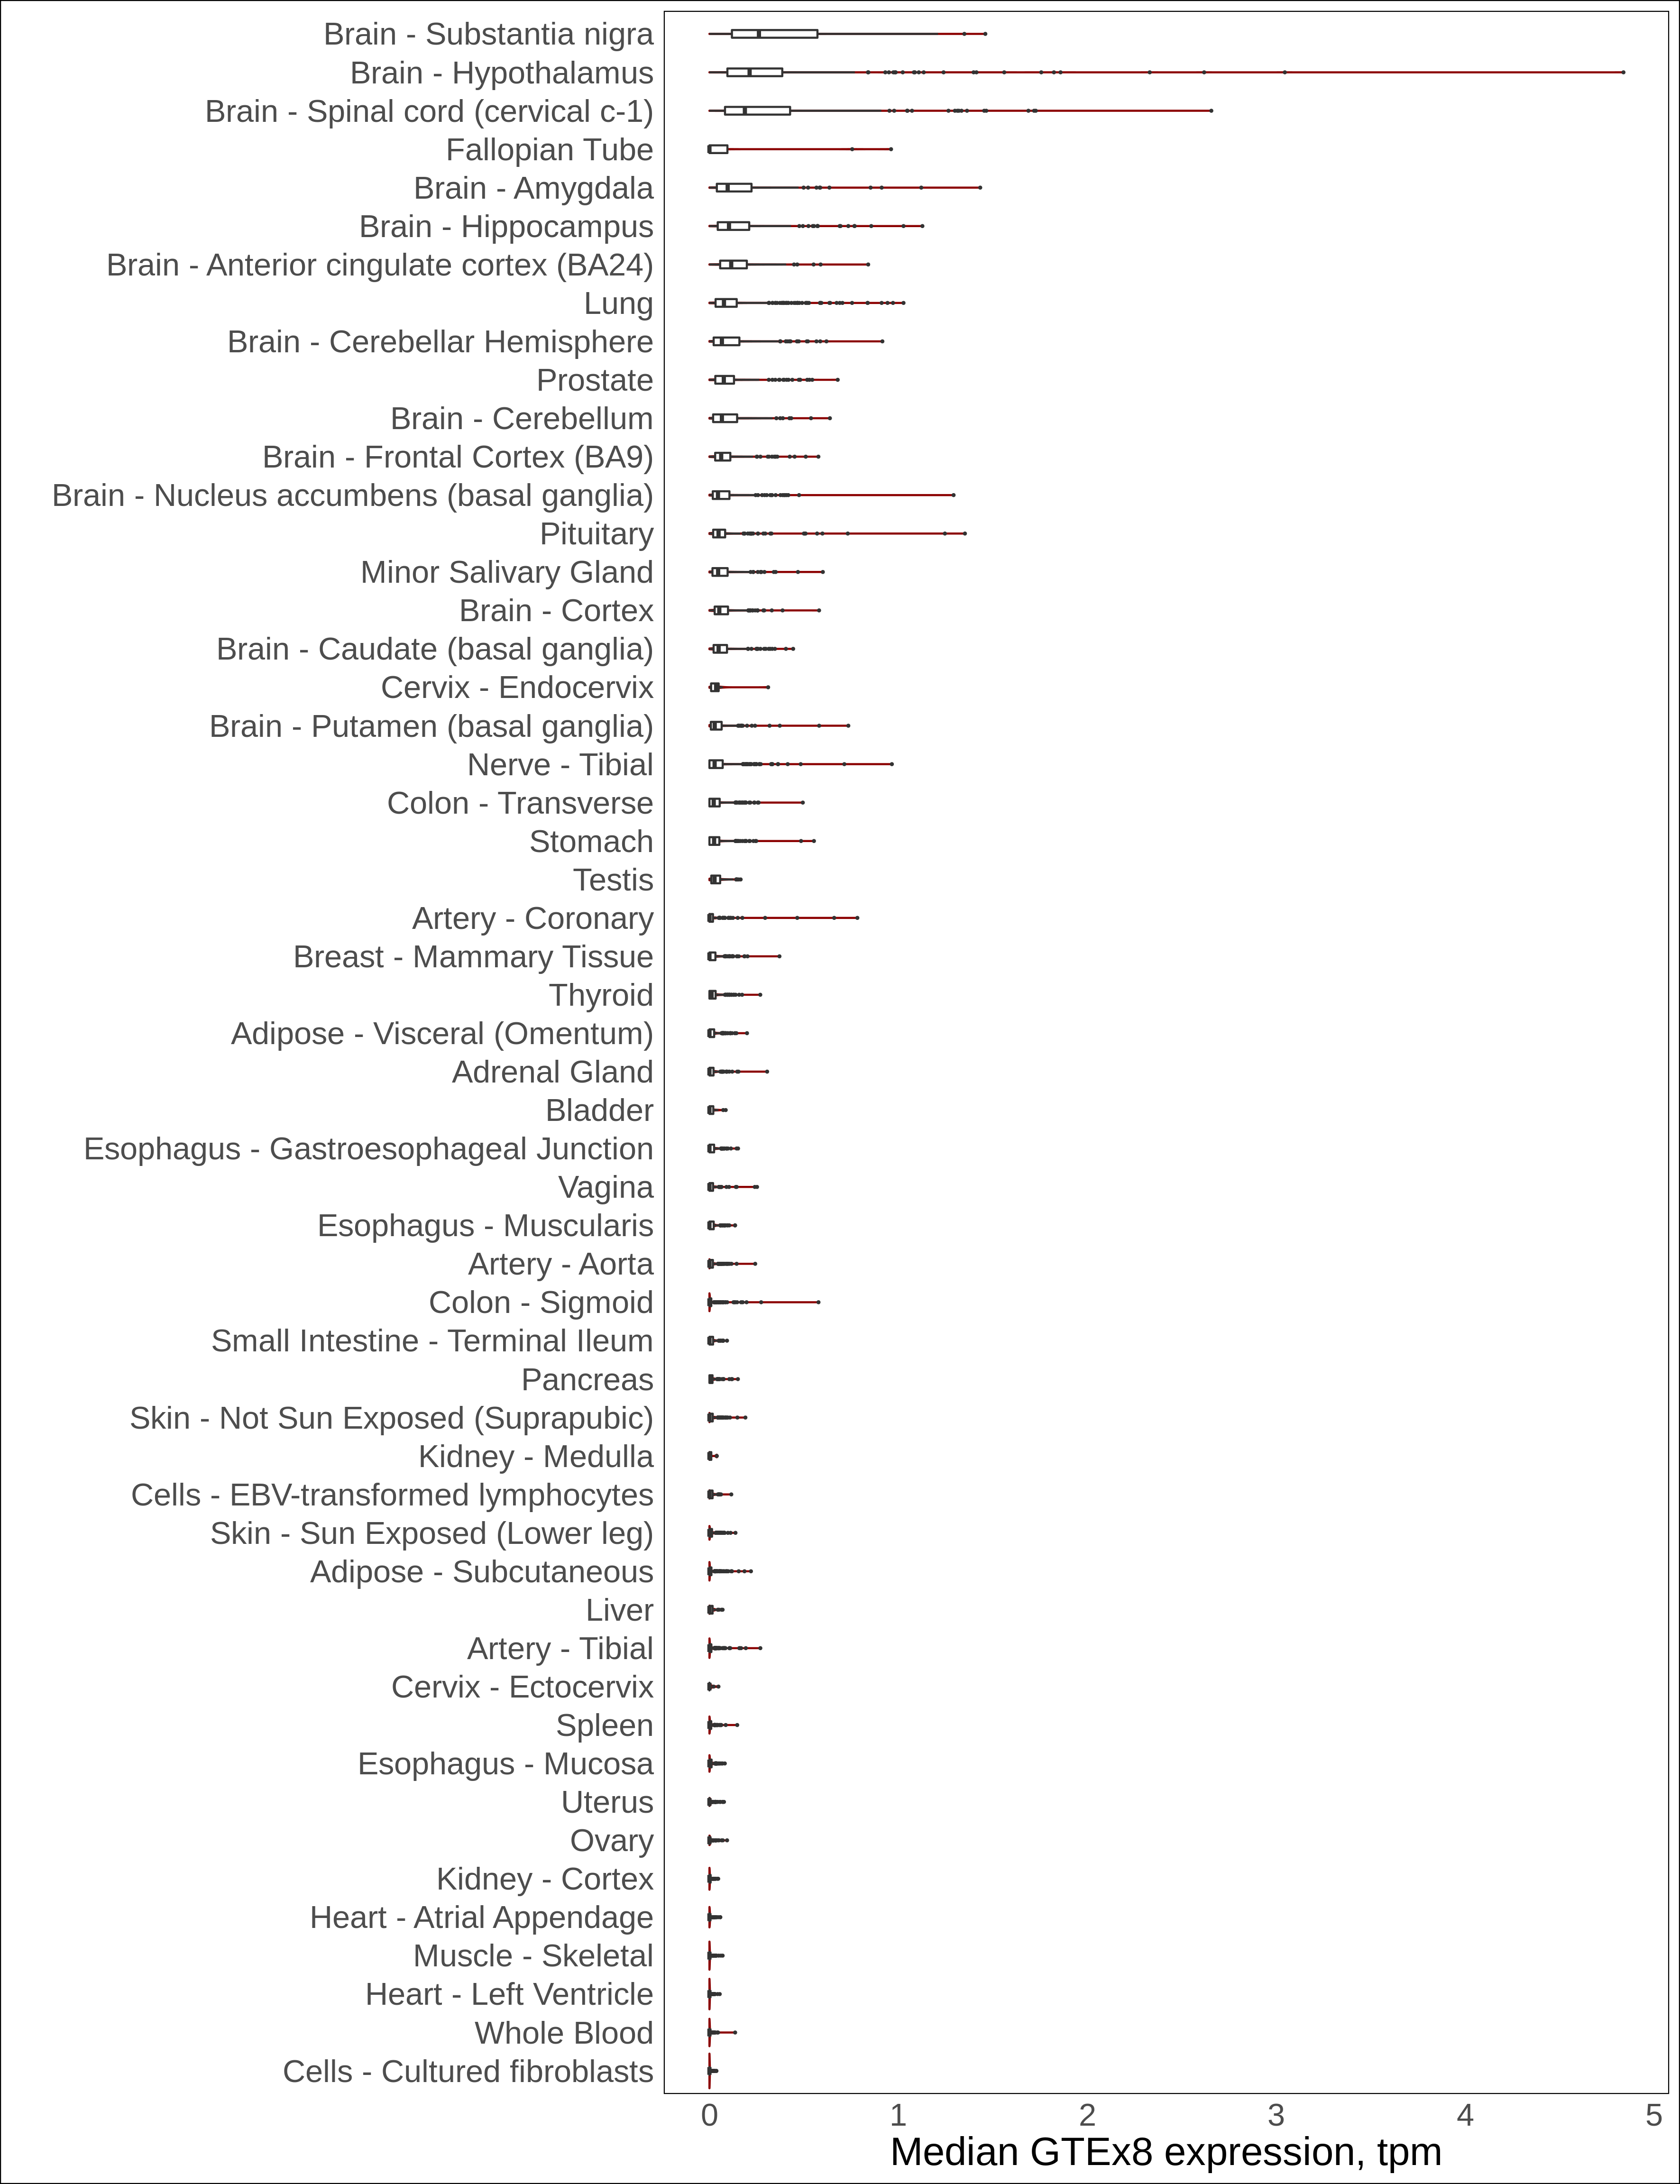 Brain - Substantia nigra
Brain - Hypothalamus
Brain - Spinal cord (cervical c-1)
Fallopian Tube
Brain - Amygdala
Brain - Hippocampus
Brain - Anterior cingulate cortex (BA24)
Lung
Brain - Cerebellar Hemisphere
Prostate
Brain - Cerebellum
Brain - Frontal Cortex (BA9)
Brain - Nucleus accumbens (basal ganglia)
Pituitary
Minor Salivary Gland
Brain - Cortex
Brain - Caudate (basal ganglia)
Cervix - Endocervix
Brain - Putamen (basal ganglia)
Nerve - Tibial
Colon - Transverse
Stomach
Testis
Artery - Coronary
Breast - Mammary Tissue
Thyroid
Adipose - Visceral (Omentum)
Adrenal Gland
Bladder
Esophagus - Gastroesophageal Junction
Vagina
Esophagus - Muscularis
Artery - Aorta
Colon - Sigmoid
Small Intestine - Terminal Ileum
Pancreas
Skin - Not Sun Exposed (Suprapubic)
Kidney - Medulla
Cells - EBV-transformed lymphocytes
Skin - Sun Exposed (Lower leg)
Adipose - Subcutaneous
Liver
Artery - Tibial
Cervix - Ectocervix
Spleen
Esophagus - Mucosa
Uterus
Ovary
Kidney - Cortex
Heart - Atrial Appendage
Muscle - Skeletal
Heart - Left Ventricle
Whole Blood
Cells - Cultured fibroblasts
0 1 2 3 4 5
Median GTEx8 expression, tpm